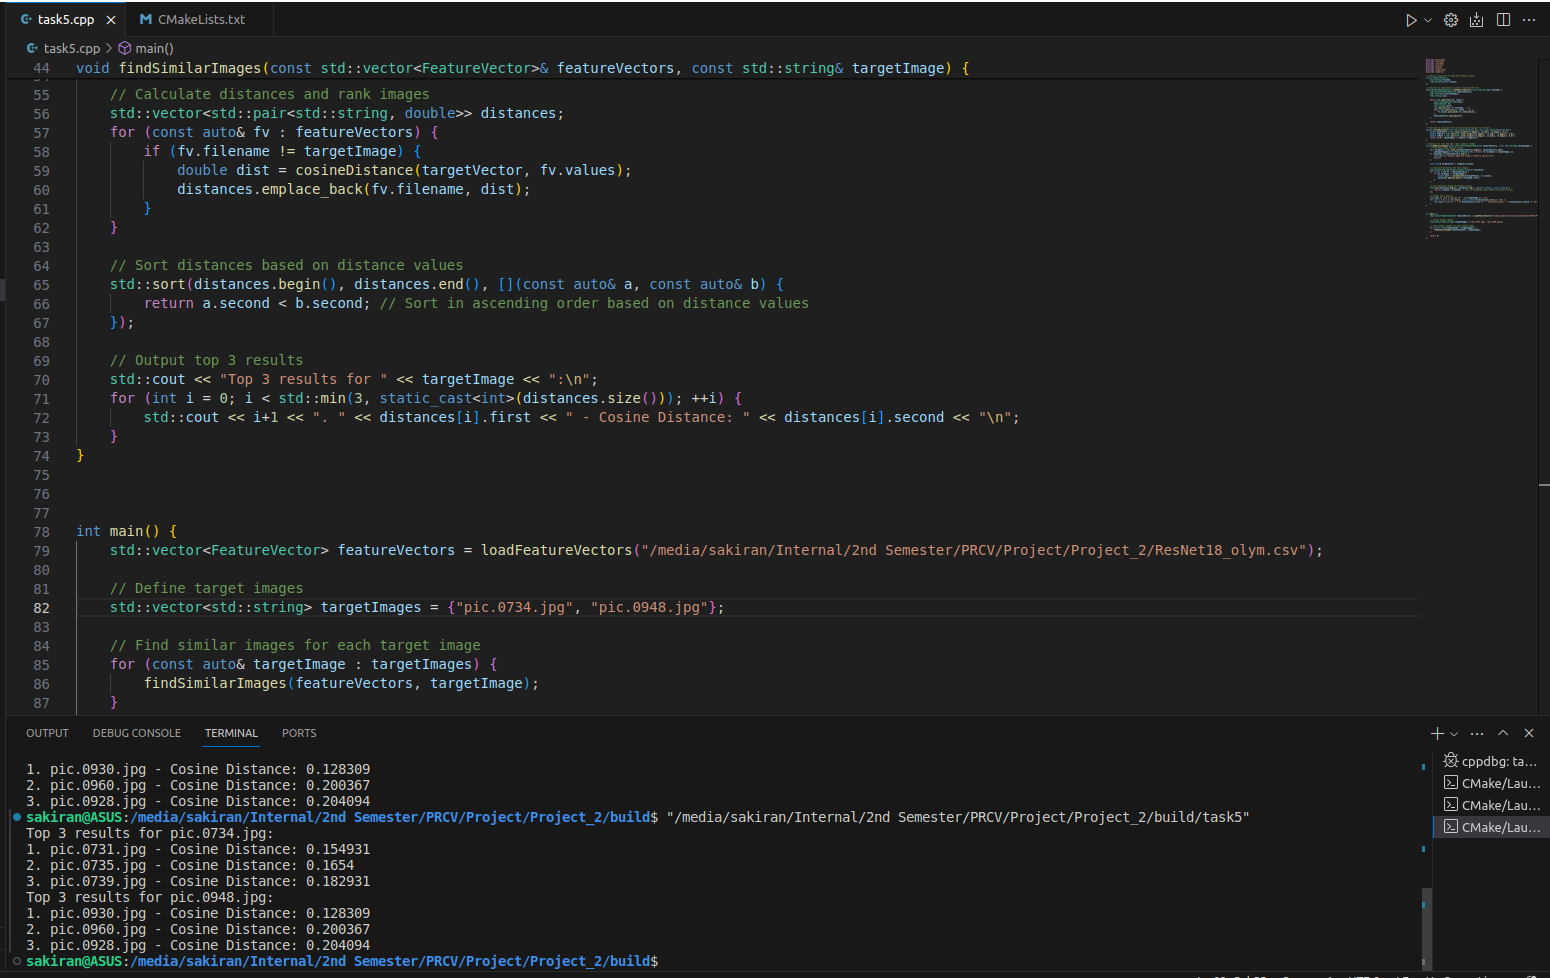 task5.cpp
CMakeLists.txt
task5.cpp > main()
44 void findSimilarImages(const std::vector<FeatureVector>& featureVectors, const std::string& targetImage) {
55 // Calculate distances and rank images
56 std::vector<std::pair<std::string, double>> distances;
57 for (const auto& fv : featureVectors) {
58 if (fv.filename != targetImage) {
59 double dist = cosineDistance(targetVector, fv.values);
60 distances.emplace_back(fv.filename, dist);
61 }
62 }
63
64 // Sort distances based on distance values
65 std::sort(distances.begin(), distances.end(), [](const auto& a, const auto& b) {
66 return a.second < b.second; // Sort in ascending order based on distance values
67 });
68
69 // Output top 3 results
70 std::cout << "Top 3 results for " << targetImage << ":\n";
71 for (int i = 0; i < std::min(3, static_cast<int>(distances.size())); ++i) {
72 std::cout << i+1 << ". " << distances[i].first << " - Cosine Distance: " << distances[i].second << "\n";
73 }
74 }
75
76
77
78 int main() {
79 std::vector<FeatureVector> featureVectors = loadFeatureVectors("/media/sakiran/Internal/2nd Semester/PRCV/Project/Project_2/ResNet18_olym.csv");
80
81 // Define target images
82 std::vector<std::string> targetImages = {"pic.0734.jpg", "pic.0948.jpg"};
83
84 // Find similar images for each target image
85 for (const auto& targetImage : targetImages) {
86 findSimilarImages(featureVectors, targetImage);
87 }
OUTPUT DEBUG CONSOLE TERMINAL PORTS
1. pic.0930.jpg - Cosine Distance: 0.128309
2. pic.0960.jpg - Cosine Distance: 0.200367
3. pic.0928.jpg - Cosine Distance: 0.204094
sakiran@ASUS:/media/sakiran/Internal/2nd Semester/PRCV/Project/Project_2/build$ "/media/sakiran/Internal/2nd Semester/PRCV/Project/Project_2/build/task5"
Top 3 results for pic.0734.jpg:
1. pic.0731.jpg - Cosine Distance: 0.154931
2. pic.0735.jpg - Cosine Distance: 0.1654
3. pic.0739.jpg - Cosine Distance: 0.182931
Top 3 results for pic.0948.jpg:
1. pic.0930.jpg - Cosine Distance: 0.128309
2. pic.0960.jpg - Cosine Distance: 0.200367
3. pic.0928.jpg - Cosine Distance: 0.204094
sakiran@ASUS:/media/sakiran/Internal/2nd Semester/PRCV/Project/Project_2/build$
cppdbg: ta...
CMake/Lau...
CMake/Lau...
CMake/Lau...